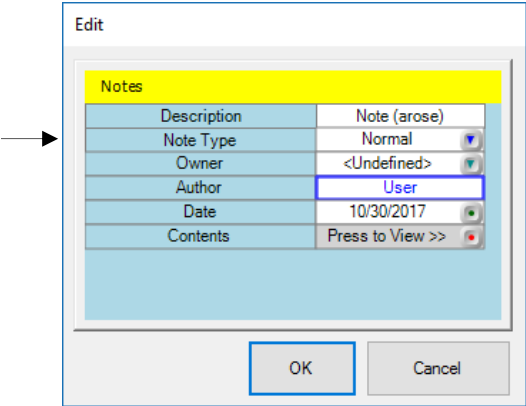 Edit
Notes
Description Note (arose)
Note Type Normal
Owner <Undefined>
Author User
Date 10/30/2017
Contents Press to View >>
OK Cancel